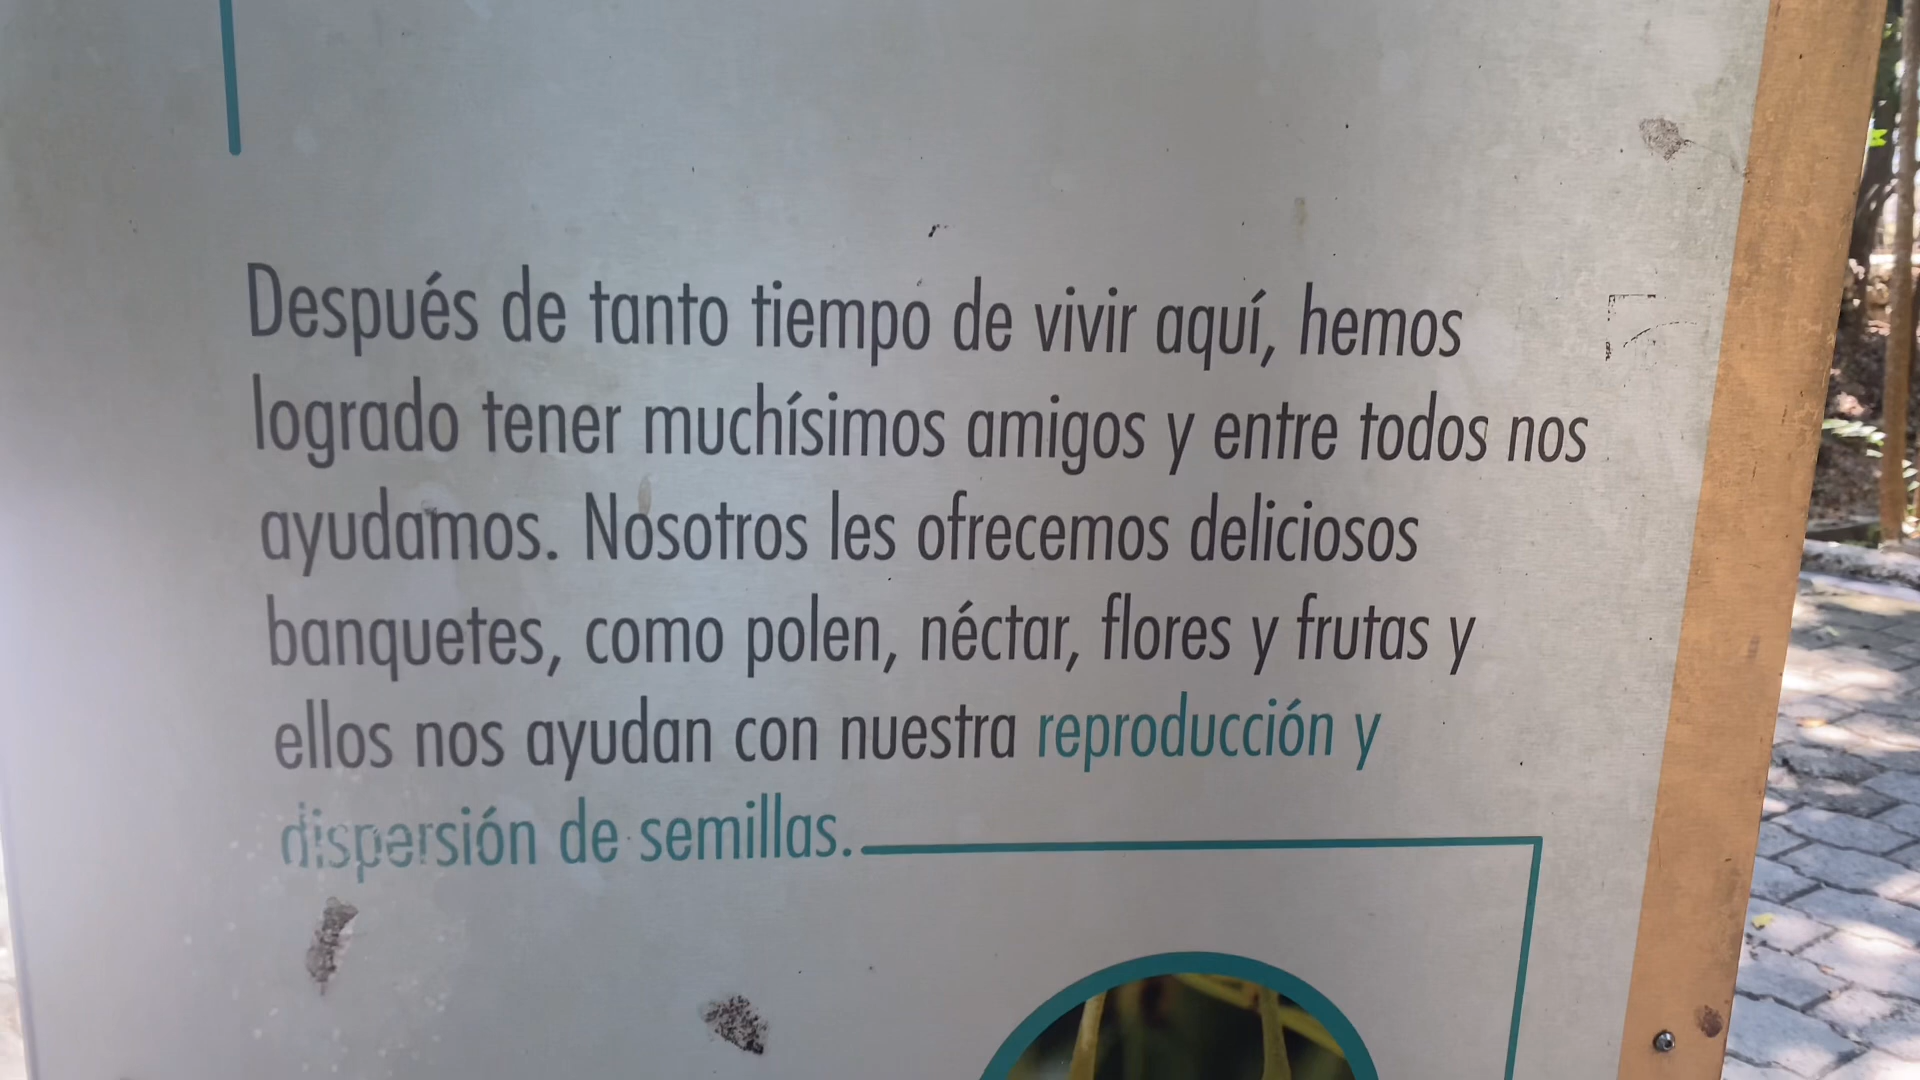 Después de tanto tiempo de vivir aquí, hemos
logrado tener muchísimos amigos y entre todos nos
ayudamos. Nosotros les ofrecemos deliciosos
banquetes, como polen, néctar, flores y frutas y
ellos nos ayudan con nuestra reproducción y
dispersión de semillas.